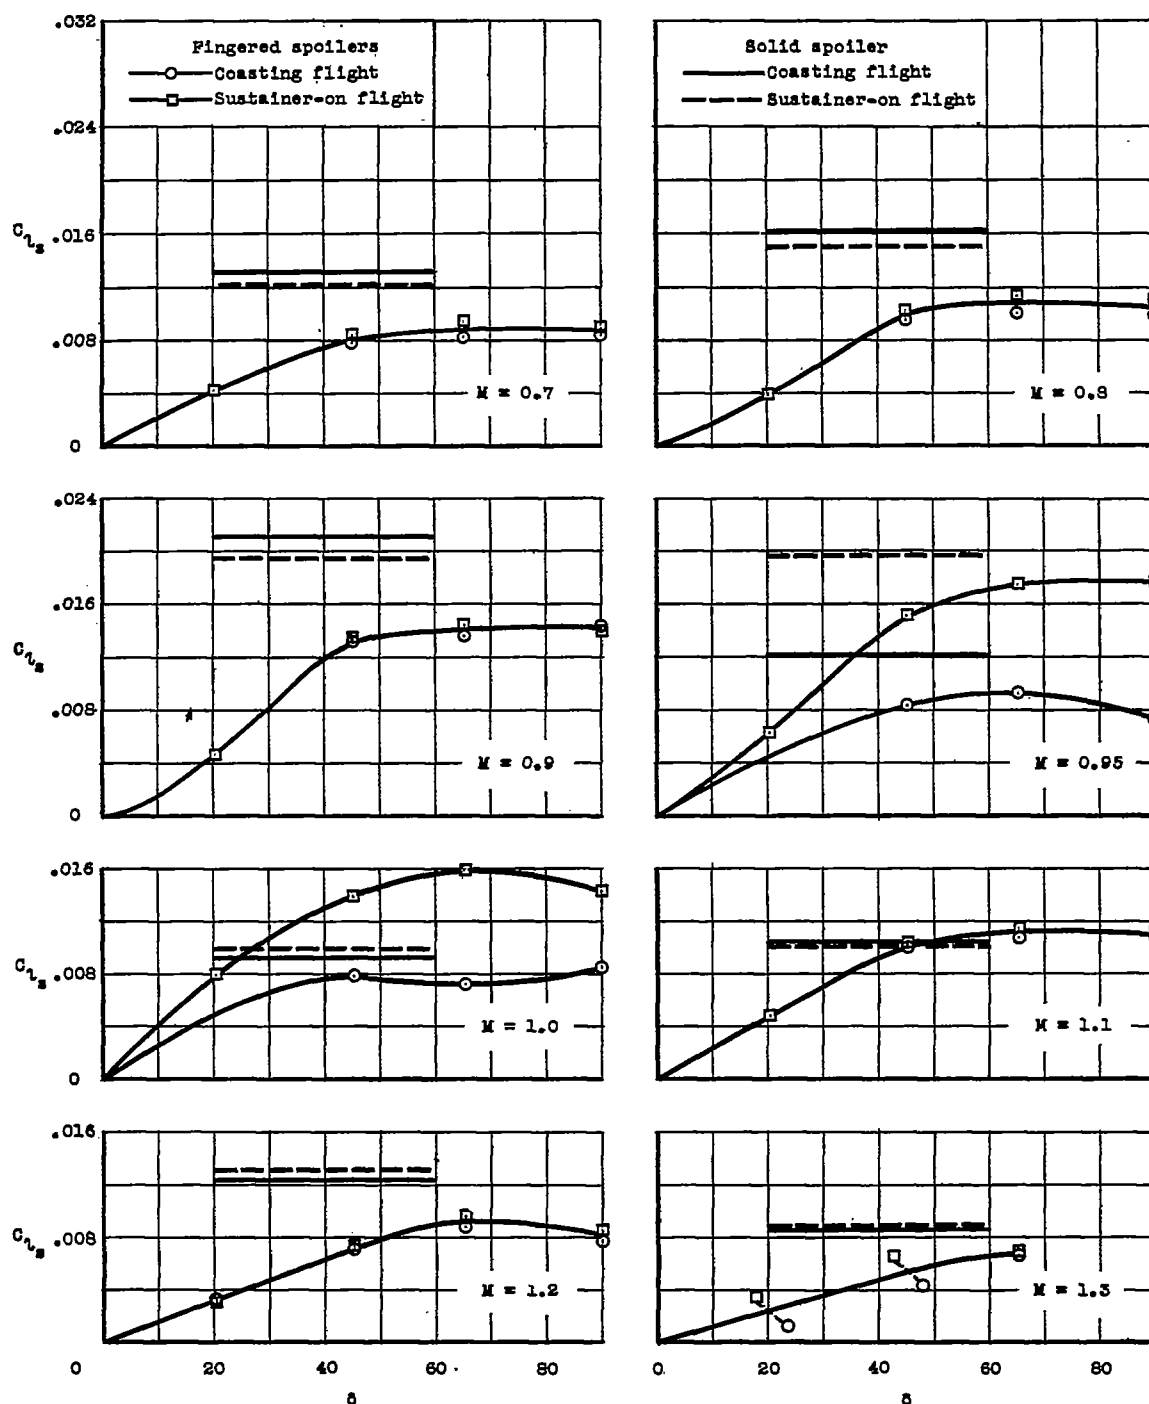 .032
Fingered spoilers
Coasting flight
Sustainer-on flight
Solid spoiler
Coasting flight
Sustainer-on flight
.024
.016
.008
0
M = 0.7
M = 0.8
.024
.016
.008
0
M = 0.9
M = 0.95
.016
.008
0
M = 1.0
M = 1.1
.016
.008
M = 1.2
M = 1.3
0 20 40 60 80 0 20 40 60 80
δ δ